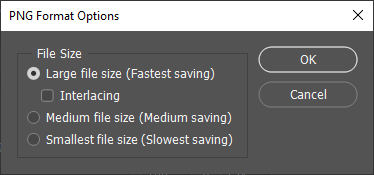 PNG Format Options
File Size
Large file size (Fastest saving)
Interlacing
Medium file size (Medium saving)
Smallest file size (Slowest saving)
OK
Cancel